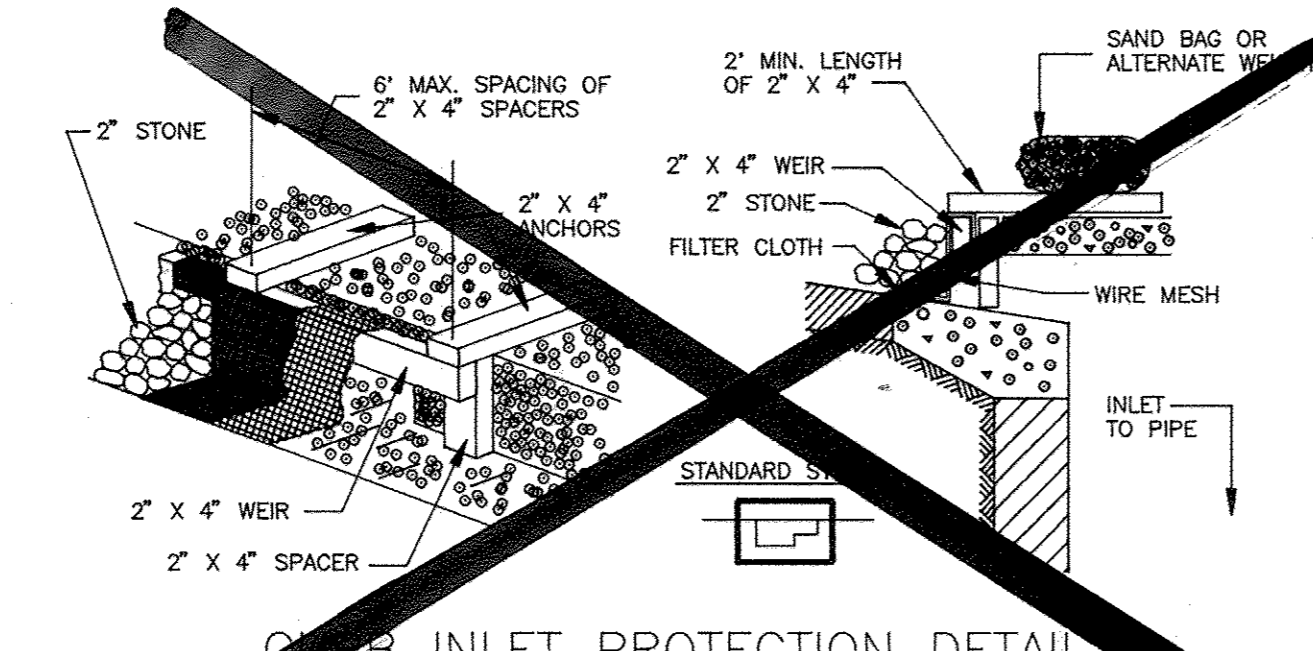 6' MAX. SPACING OF
2" X 4" SPACERS
2" STONE
2" X 4"
ANCHORS
2" X 4" WEIR
2" X 4" SPACER
2' MIN. LENGTH
OF 2" X 4"
SAND BAG OR
ALTERNATE
2" X 4" WEIR
2" STONE
FILTER CLOTH
WIRE MESH
INLET
TO PIPE
STANDARD
INLET PROTECTION DETAIL